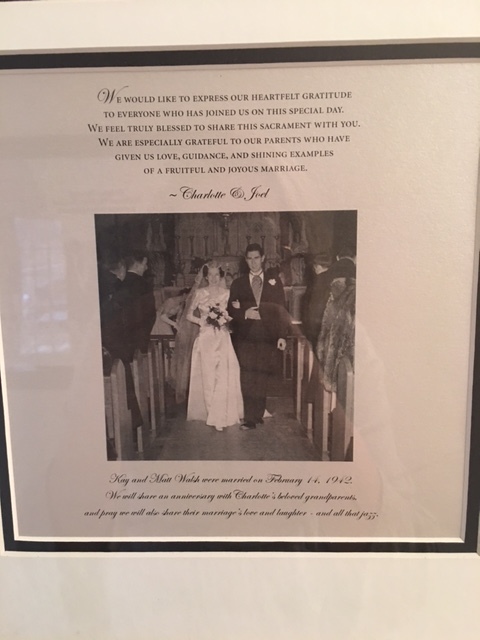 We would like to express our heartfelt gratitude
to everyone who has joined us on this special day.
We feel truly blessed to share this sacrament with you.
We are especially grateful to our parents who have
given us love, guidance, and shining examples
of a fruitful and joyous marriage.
~ Charlotte & Joel
Kay and Matt Walsh were married on February 14, 1942.
We will share an anniversary with Charlotte's beloved grandparents,
and pray we will also share their marriage's love and laughter - and all that jazz.